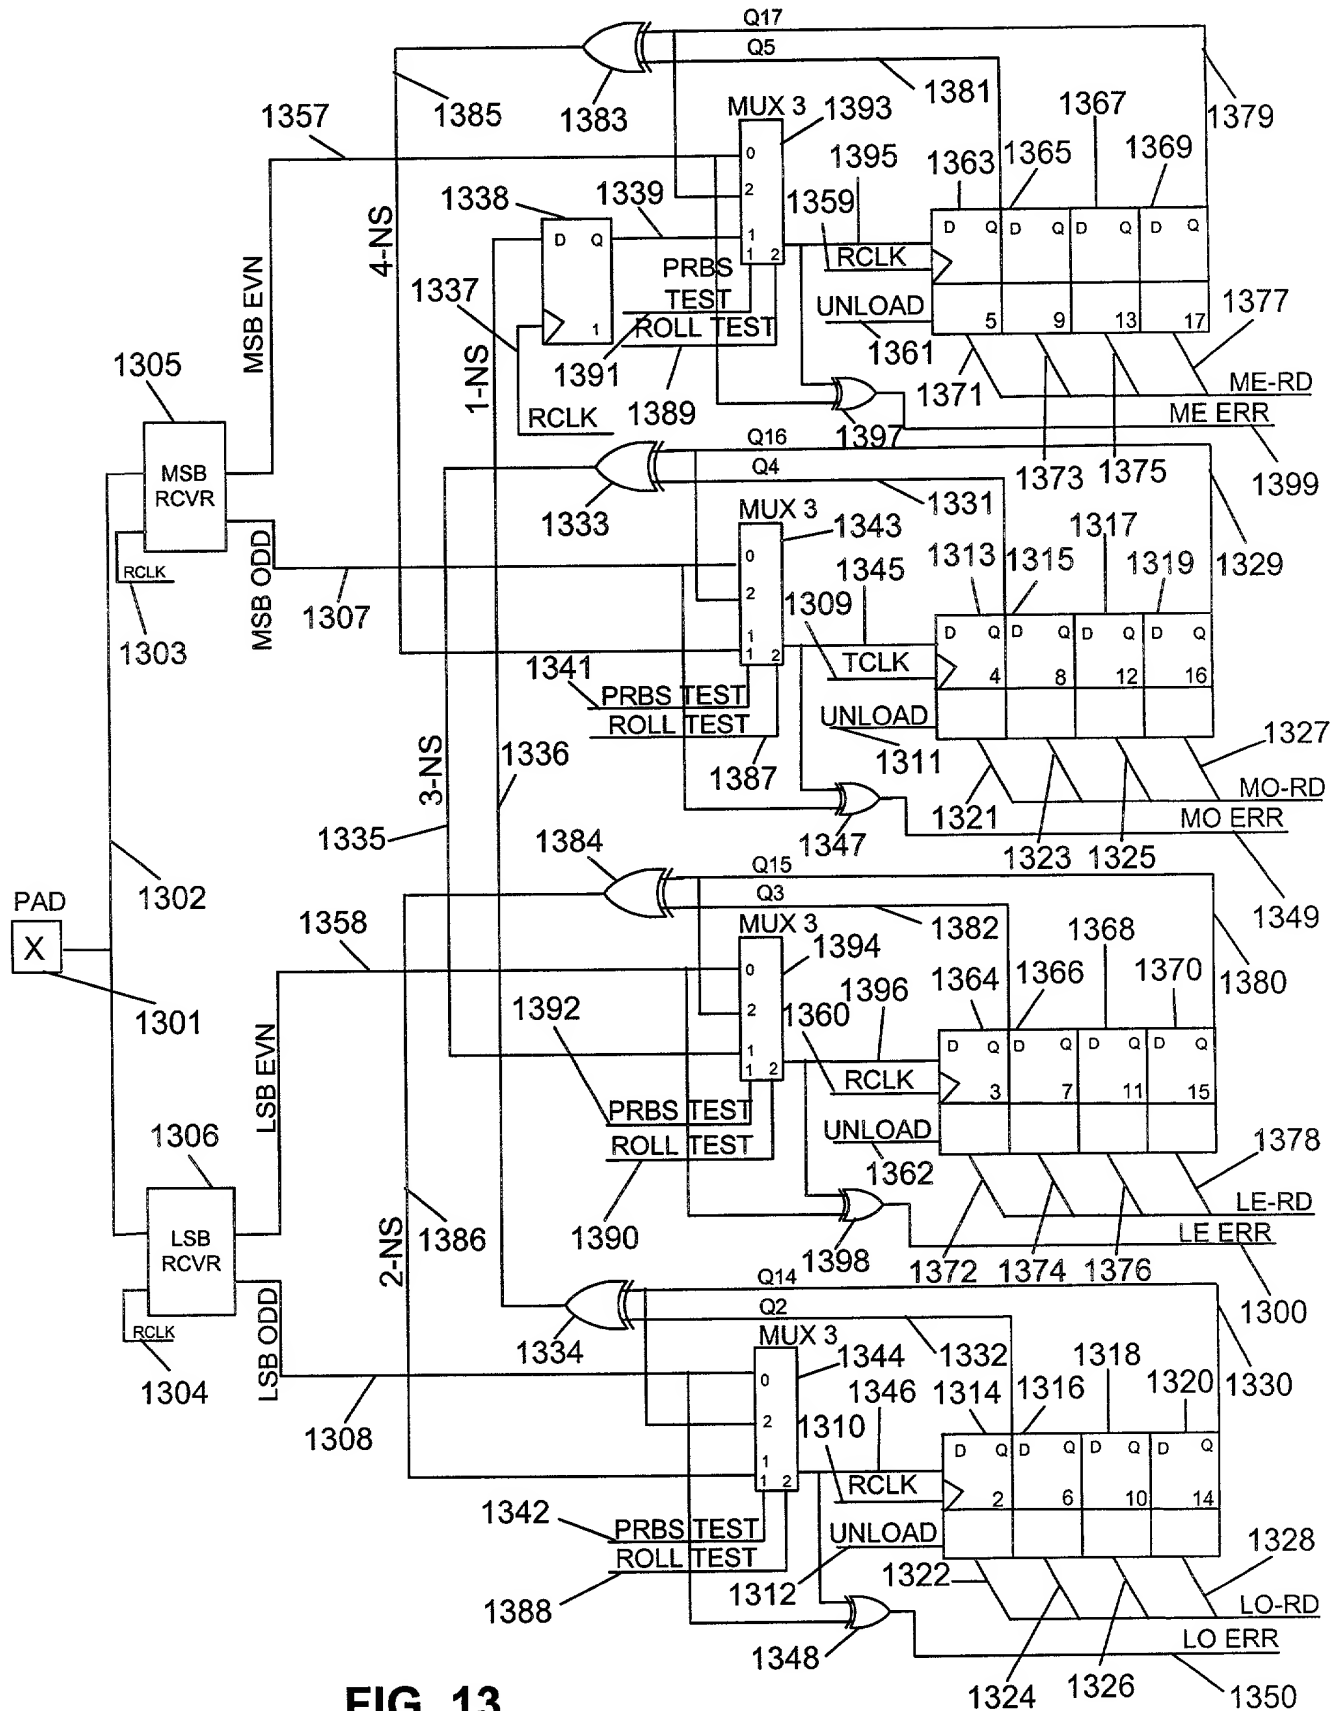 Q17
Q5
1385
1383
1381
1379
1357
MUX 3
1393
1367
1395
1363
1365
1369
0
2
1
1 2
1338
1339
1359
D Q
1
D Q D Q D Q D Q
RCLK
PRBS
TEST
ROLL TEST
UNLOAD
5 9 13 17
1377
4-NS
MSB EVN
1337
1-NS
1391
1361
1371
ME-RD
1305
RCLK
1389
1397
ME ERR
MSB
RCVR
Q16
Q4
1373
1375
1399
1333
1331
MUX 3
1343
1317
RCLK
MSB ODD
1307
1345
1313
1315
1319
1329
0
2
1
1 2
1309
1303
D Q D Q D Q D Q
TCLK
4 8 12 16
1341
PRBS TEST
ROLL TEST
UNLOAD
1327
3-NS
1336
1387
1311
1321
MO-RD
MO ERR
1335
1384
1347
1323
1325
Q15
Q3
1349
PAD
X
1302
1358
MUX 3
1394
1382
1368
1301
1392
0
2
1
1 2
1360
1396
1364
1366
1370
1380
D Q D Q D Q D Q
RCLK
3 7 11 15
LSB EVN
PRBS TEST
ROLL TEST
UNLOAD
1362
1378
1306
1390
LE-RD
LE ERR
LSB
RCVR
2-NS
1386
1398
1372
1374
1376
Q14
Q2
1300
1334
MUX 3
1344
1332
1318
RCLK
1304
LSB ODD
1308
0
2
1
1 2
1310
1346
1314
1316
1320
1330
D Q D Q D Q D Q
RCLK
2 6 10 14
1342
PRBS TEST
ROLL TEST
UNLOAD
1328
1388
1312
1322
LO-RD
LO ERR
1348
1324
1326
1350
FIG. 13